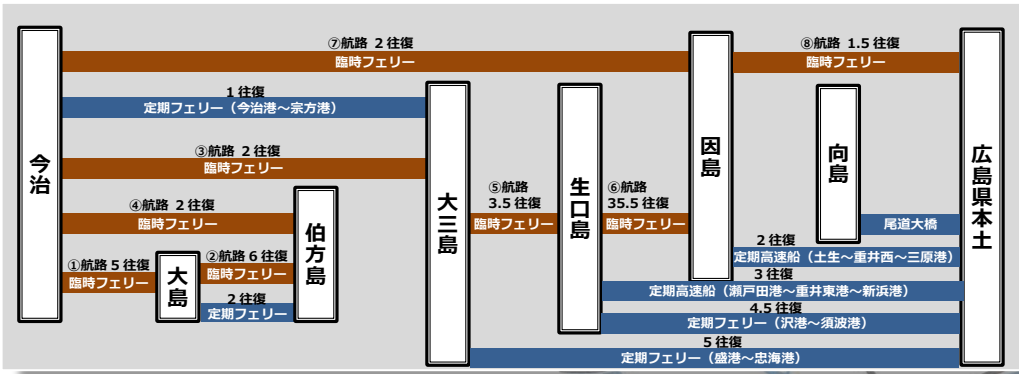 ⑦航路 2 往復
臨時フェリー
⑧航路 1.5 往復
臨時フェリー
1 往復
定期フェリー（今治港～宗方港）
③航路 2 往復
臨時フェリー
④航路 2 往復
臨時フェリー
①航路 5 往復
臨時フェリー
②航路 6 往復
臨時フェリー
2 往復
定期フェリー
⑤航路
3.5 往復
臨時フェリー
⑥航路
35.5 往復
臨時フェリー
尾道大橋
2 往復
定期高速船（土生～重井西～三原港）
3 往復
定期高速船（瀬戸田港～重井東港～新浜港）
4.5 往復
定期フェリー（沢港～須波港）
5 往復
定期フェリー（盛港～忠海港）
今治
大島
伯方島
大三島
生口島
因島
向島
広島県本土